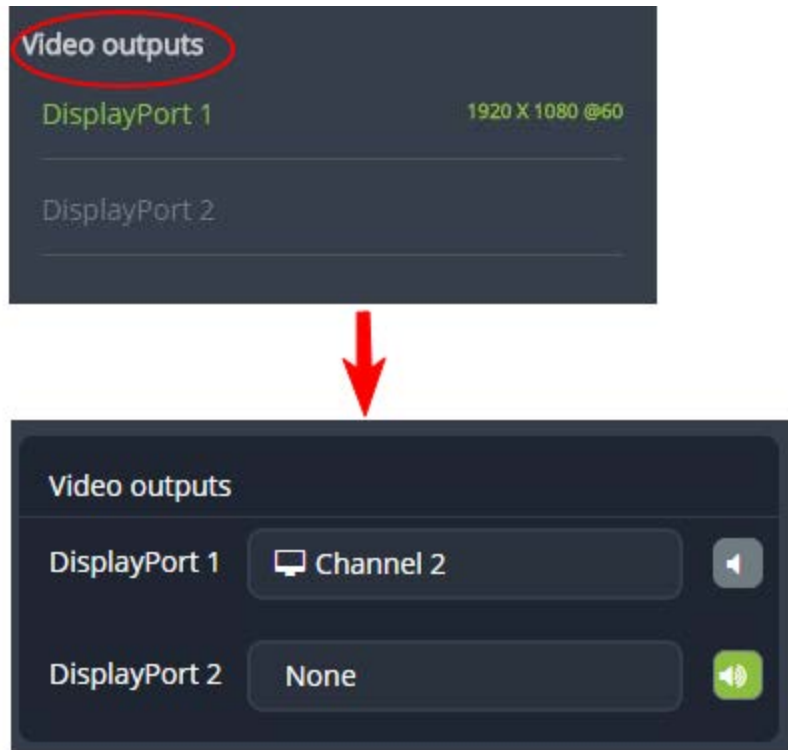 Video outputs
DisplayPort 1 1920 X 1080 @60
DisplayPort 2
Video outputs
DisplayPort 1 Channel 2
DisplayPort 2 None